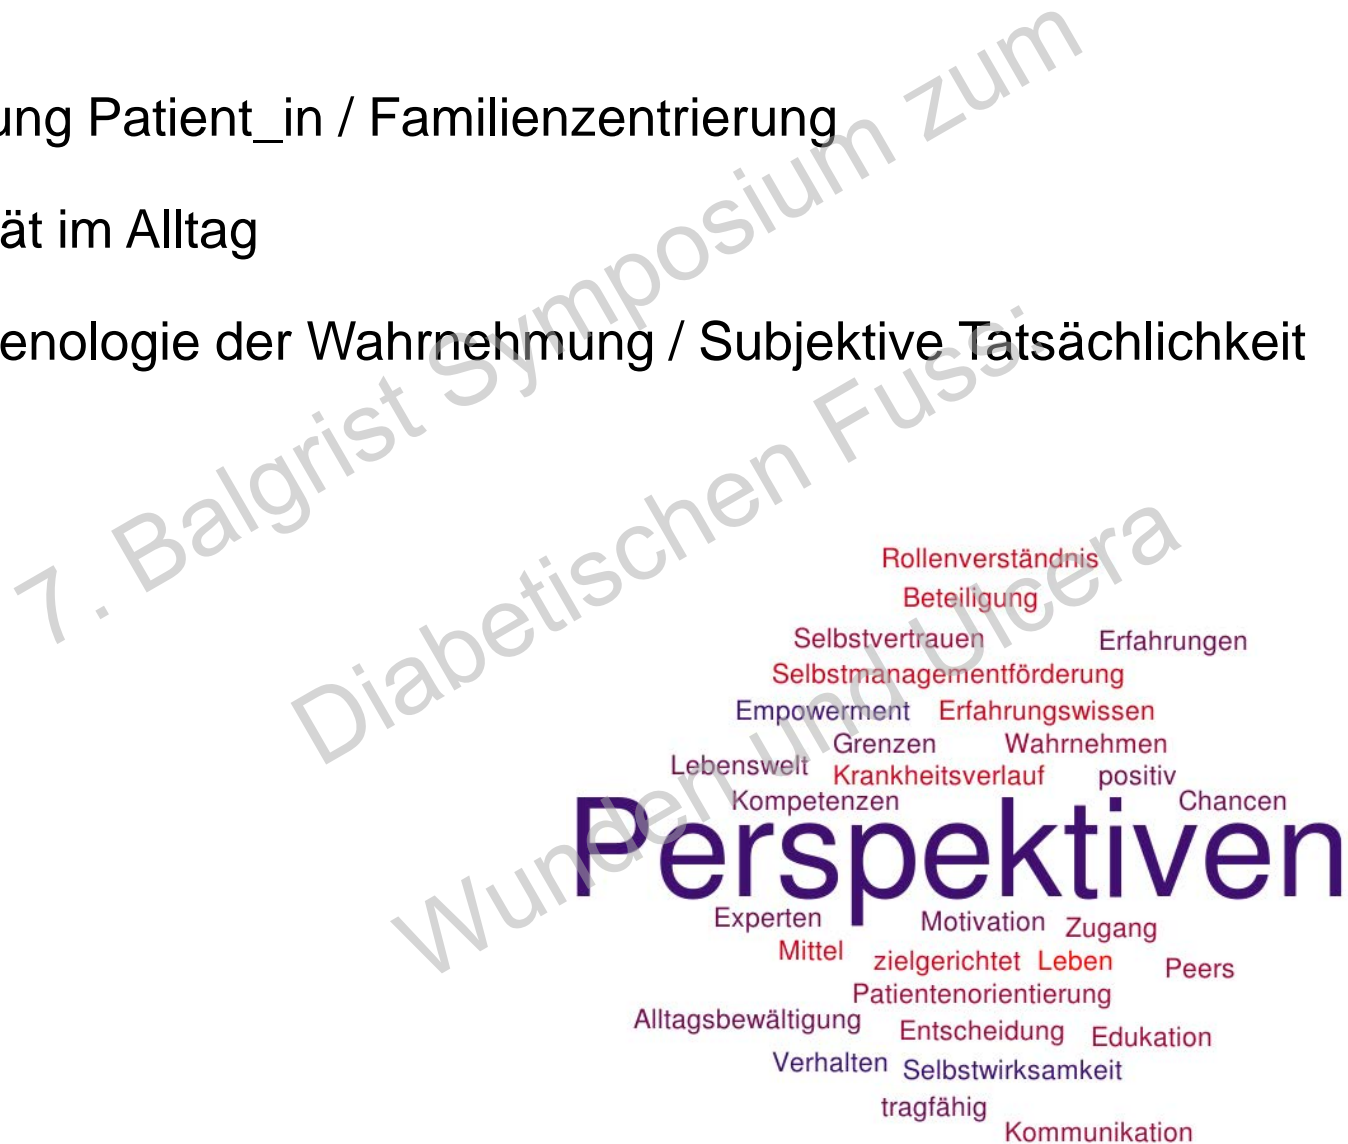 ung Patient_in / Familienzentrierung
ät im Alltag
enologie der Wahrnehmung / Subjektive Tatsächlichkeit
7. Balgrist Symposium zum
Diabetischen Fuss:
Wunden und Ulcera
Rollenverständnis
Beteiligung
Selbstvertrauen Erfahrungen
Selbstmanagementförderung
Empowerment Erfahrungswissen
Grenzen Wahrnehmen
Lebenswelt Krankheitsverlauf positiv
Kompetenzen Chancen
Perspektiven
Experten Motivation Zugang
Mittel zielgerichtet Leben Peers
Patientenorientierung
Alltagsbewältigung Entscheidung Edukation
Verhalten Selbstwirksamkeit
tragfähig
Kommunikation